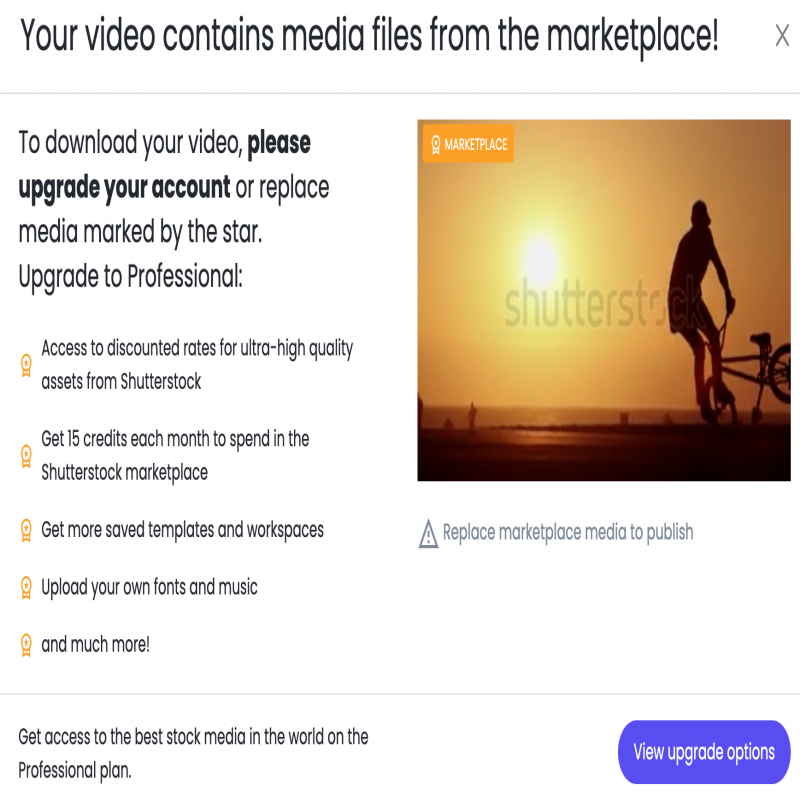 Your video contains media files from the marketplace!
X
To download your video, please
upgrade your account or replace
media marked by the star.
Upgrade to Professional:
Access to discounted rates for ultra-high quality
assets from Shutterstock
Get 15 credits each month to spend in the
Shutterstock marketplace
Get more saved templates and workspaces
Upload your own fonts and music
and much more!
MARKETPLACE
shutterstock
Replace marketplace media to publish
Get access to the best stock media in the world on the
Professional plan.
View upgrade options